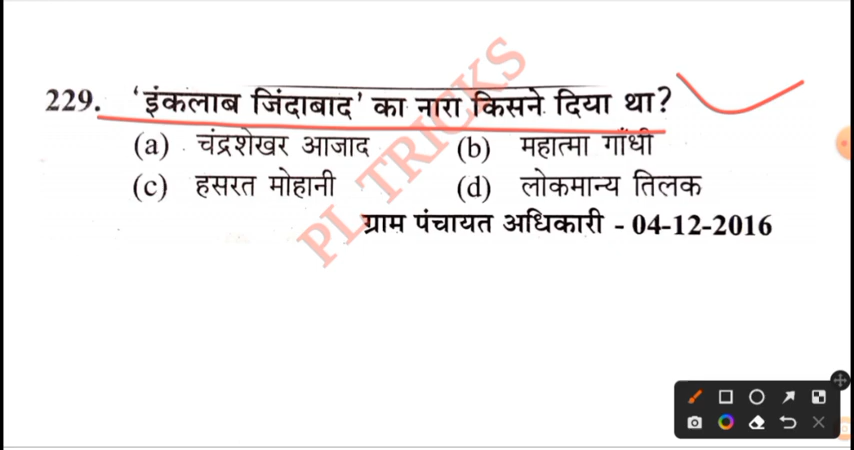 229. 'इंकलाब जिंदाबाद' का नारा किसने दिया था?
(a) चंद्रशेखर आजाद (b) महात्मा गाँधी
(c) हसरत मोहानी (d) लोकमान्य तिलक
ग्राम पंचायत अधिकारी - 04-12-2016
PL TRICKS